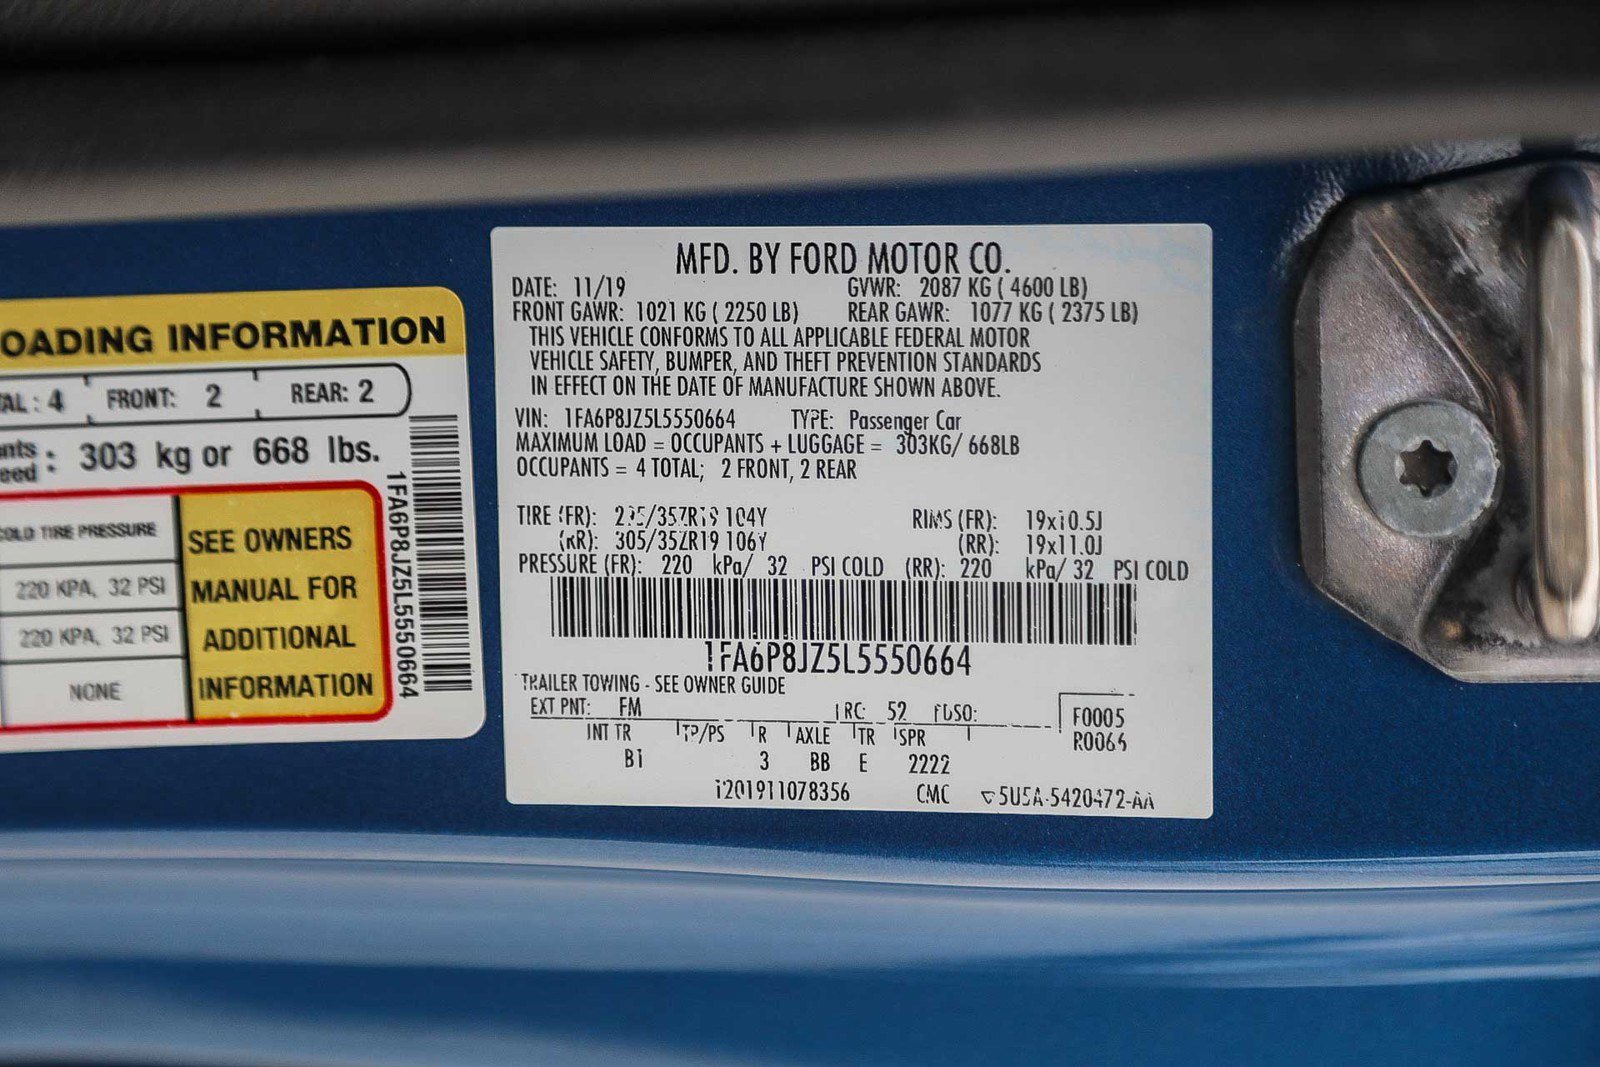 OADING INFORMATION
AL : 4 FRONT: 2 REAR: 2
nts
eed : 303 kg or 668 lbs.
COLD TIRE PRESSURE
220 KPA, 32 PSI
220 KPA, 32 PSI
NONE
SEE OWNERS
MANUAL FOR
ADDITIONAL
INFORMATION
1FA6P8JZ5L5550664
MFD. BY FORD MOTOR CO.
DATE: 11/19 GVWR: 2087 KG ( 4600 LB)
FRONT GAWR: 1021 KG ( 2250 LB) REAR GAWR: 1077 KG ( 2375 LB)
THIS VEHICLE CONFORMS TO ALL APPLICABLE FEDERAL MOTOR
VEHICLE SAFETY, BUMPER, AND THEFT PREVENTION STANDARDS
IN EFFECT ON THE DATE OF MANUFACTURE SHOWN ABOVE.
VIN: 1FA6P8JZ5L5550664 TYPE: Passenger Car
MAXIMUM LOAD = OCCUPANTS + LUGGAGE = 303KG/ 668LB
OCCUPANTS = 4 TOTAL; 2 FRONT, 2 REAR
TIRE (FR): 104Y RIMS (FR): 19x10.5J
(RR): 305/35ZR19 106Y (RR): 19x11.0J
PRESSURE (FR): 220 kPa/ 32 PSI COLD (RR): 220 kPa/ 32 PSI COLD
1FA6P8JZ5L5550664
TRAILER TOWING - SEE OWNER GUIDE
EXT PNT: FM RC: 52 DSO: F0005
INT TR TP/PS R AXLE TR SPR R0064
B1 3 BB E 2222
CMC 5U5A-5420472-AA